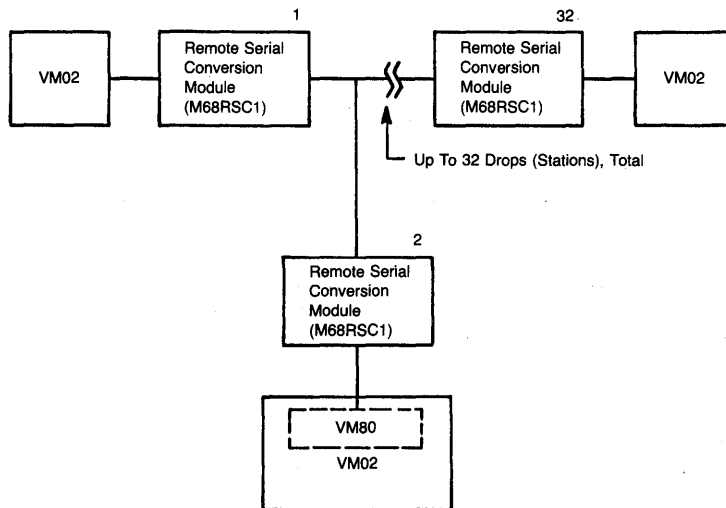 1
32
VM02
Remote Serial
Conversion
Module
(M68RSC1)
Remote Serial
Conversion
Module
(M68RSC1)
VM02
Up To 32 Drops (Stations), Total
2
Remote Serial
Conversion
Module
(M68RSC1)
VM80
VM02